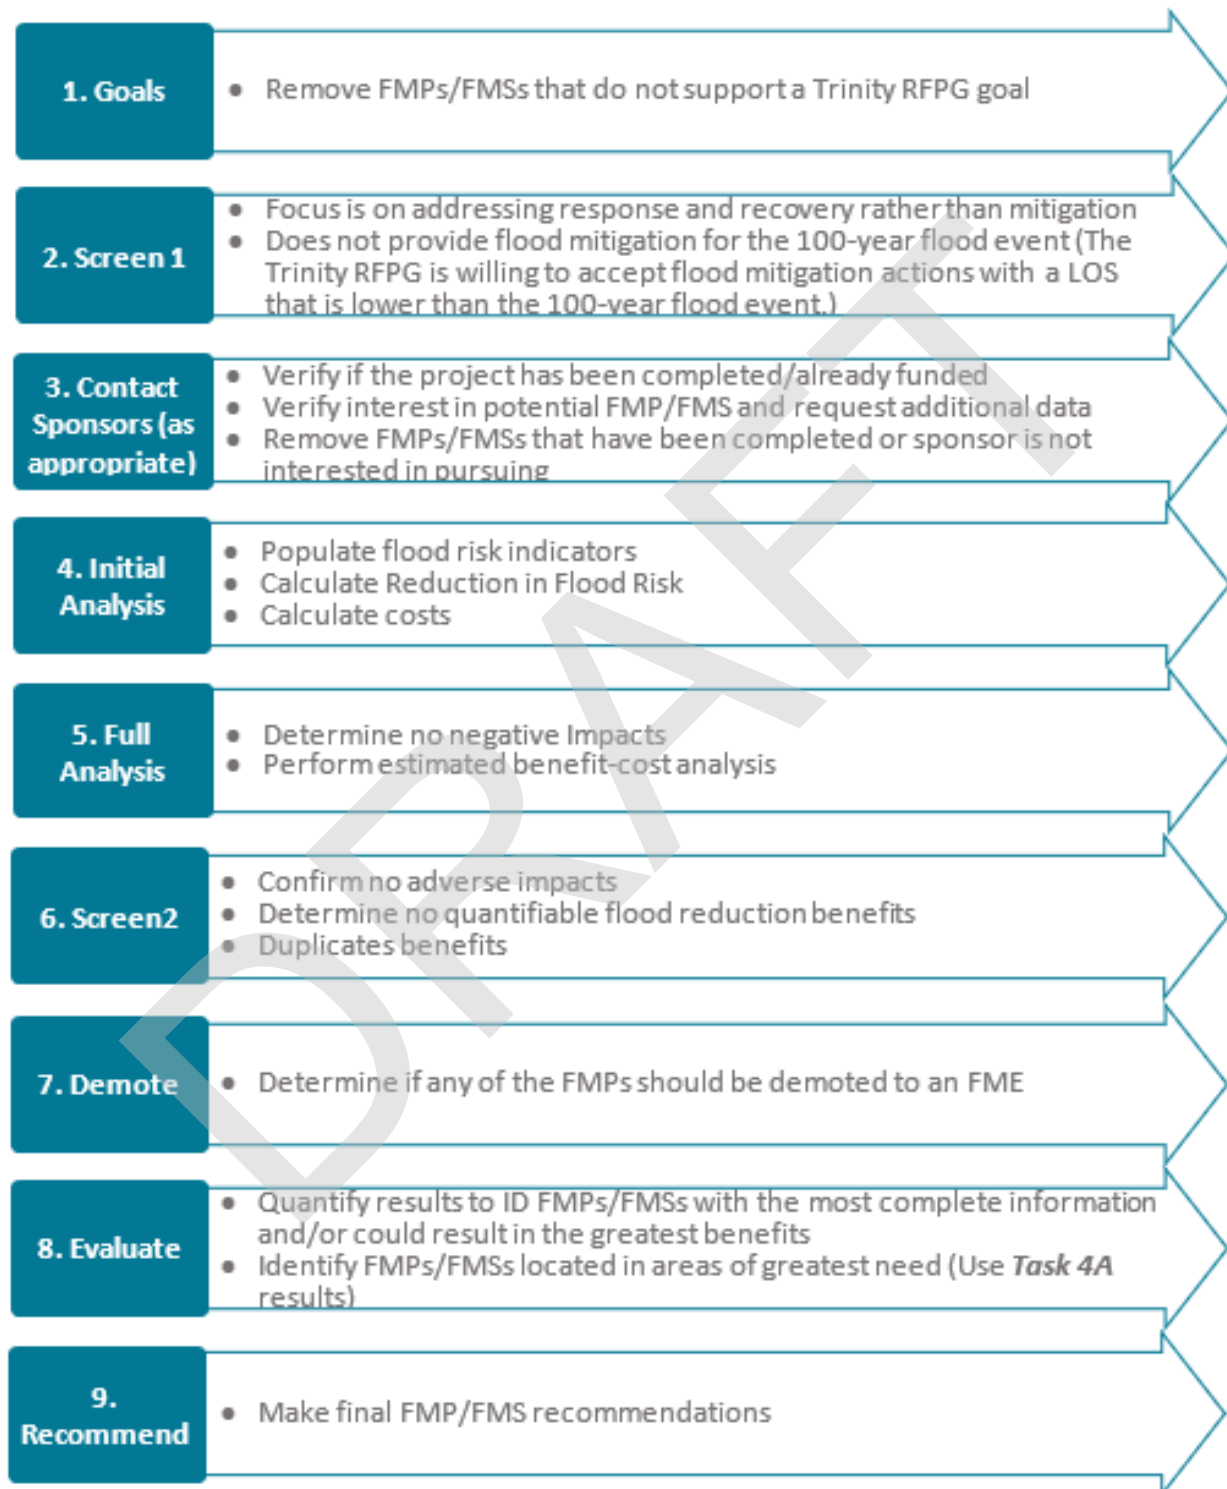 1. Goals
• Remove FMPs/FMSs that do not support a Trinity RFPG goal
2. Screen 1
• Focus is on addressing response and recovery rather than mitigation
• Does not provide flood mitigation for the 100-year flood event (The
Trinity RFPG is willing to accept flood mitigation actions with a LOS
that is lower than the 100-year flood event.)
3. Contact
Sponsors (as
appropriate)
• Verify if the project has been completed/already funded
• Verify interest in potential FMP/FMS and request additional data
• Remove FMPs/FMSs that have been completed or sponsor is not
interested in pursuing
4. Initial
Analysis
• Populate flood risk indicators
• Calculate Reduction in Flood Risk
• Calculate costs
5. Full
Analysis
• Determine no negative Impacts
• Perform estimated benefit-cost analysis
6. Screen2
• Confirm no adverse impacts
• Determine no quantifiable flood reduction benefits
• Duplicates benefits
7. Demote
• Determine if any of the FMPs should be demoted to an FME
8. Evaluate
• Quantify results to ID FMPs/FMSs with the most complete information
and/or could result in the greatest benefits
• Identify FMPs/FMSs located in areas of greatest need (Use Task 4A
results)
9.
Recommend
• Make final FMP/FMS recommendations
DRAFT